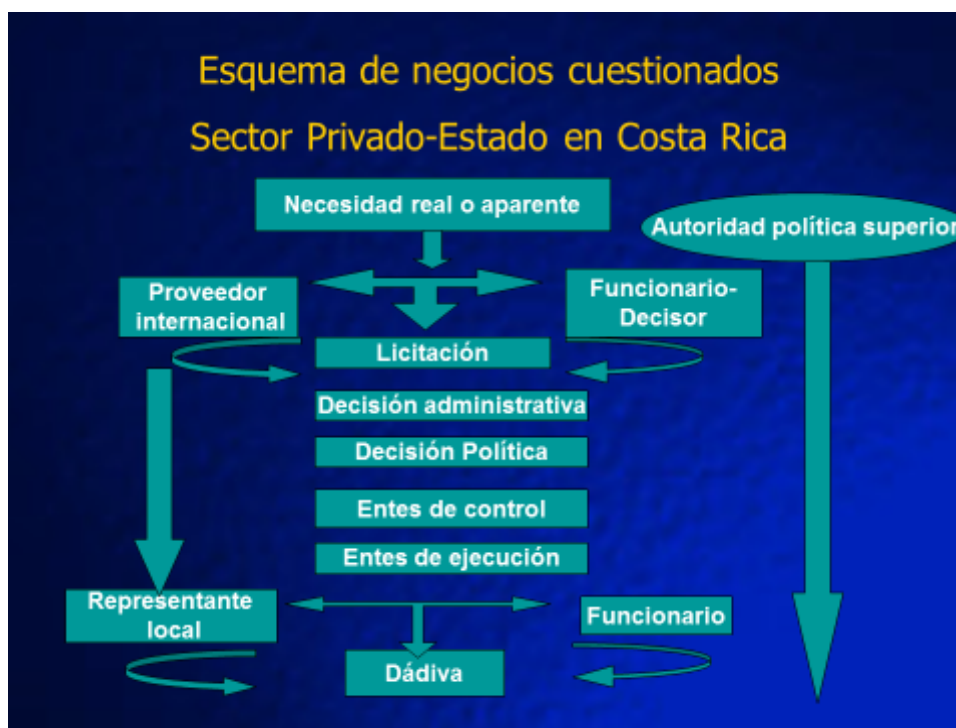 Esquema de negocios cuestionados
Sector Privado-Estado en Costa Rica
Necesidad real o aparente
Autoridad política superior
Proveedor
internacional
Funcionario-
Decisor
Licitación
Decisión administrativa
Decisión Política
Entes de control
Entes de ejecución
Representante
local
Funcionario
Dádiva